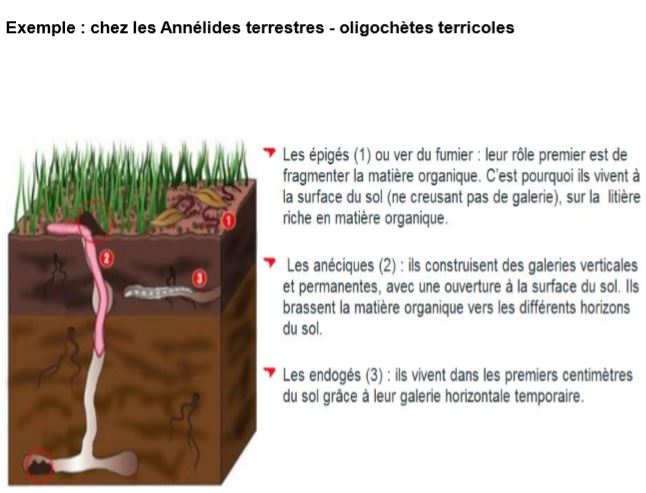 Exemple : chez les Annélides terrestres - oligochètes terricoles
Les épigés (1) ou ver du fumier : leur rôle premier est de
fragmenter la matière organique. C'est pourquoi ils vivent à
la surface du sol (ne creusant pas de galerie), sur la litière
riche en matière organique.
1
2
Les anéciques (2) : ils construisent des galeries verticales
et permanentes, avec une ouverture à la surface du sol. Ils
brassent la matière organique vers les différents horizons
du sol.
3
Les endogés (3) : ils vivent dans les premiers centimètres
du sol grâce à leur galerie horizontale temporaire.